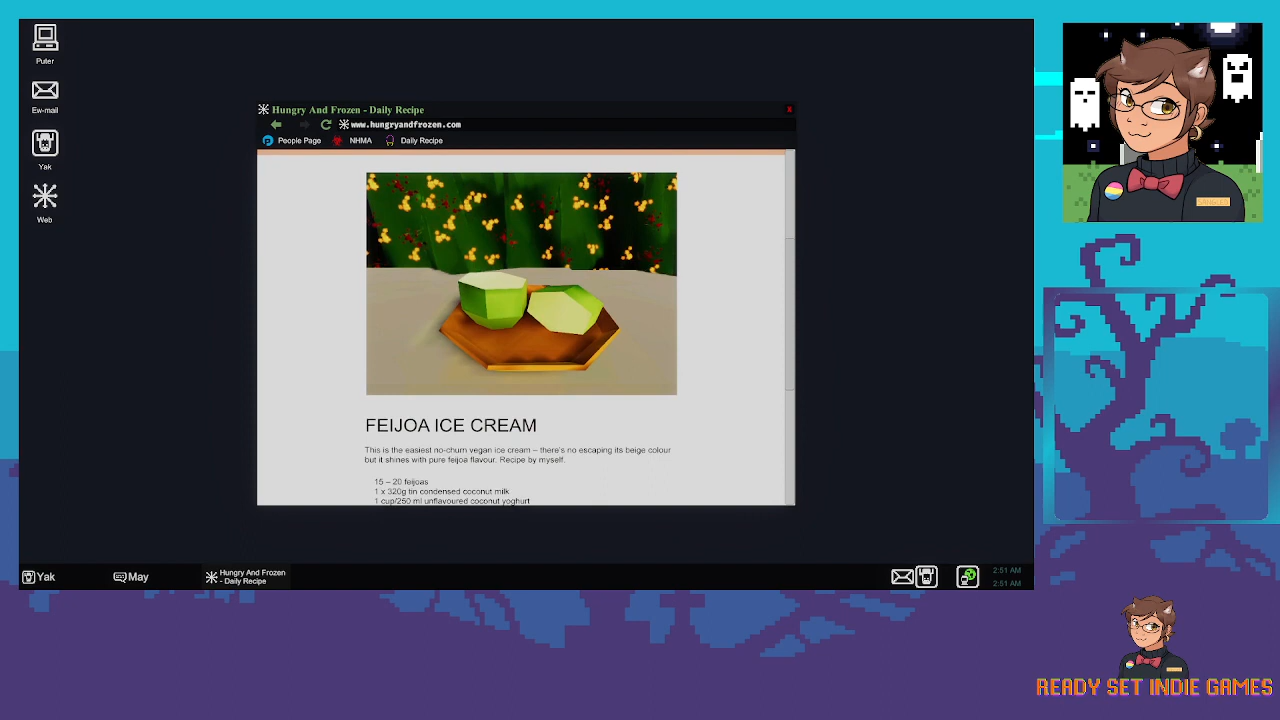 Puter
Ew-mail
Yak
Web
Hungry And Frozen - Daily Recipe
x
www.hungryandfrozen.com
People Page
NHMA
Daily Recipe
FEIJOA ICE CREAM
This is the easiest no-churn vegan ice cream – there's no escaping its beige colour
but it shines with pure feijoa flavour. Recipe by myself.
15 – 20 feijoas
1 x 320g tin condensed coconut milk
1 cup/250 ml unflavoured coconut yoghurt
Yak
May
Hungry And Frozen
- Daily Recipe
2:51 AM
2:51 AM
READY SET INDIE GAMES